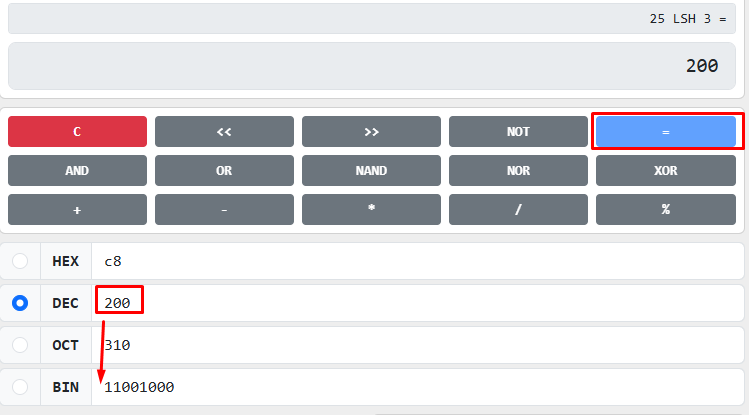 25 LSH 3 =
200
C << >> NOT =
AND OR NAND NOR XOR
+ - * / %
HEX c8
DEC 200
OCT 310
BIN 11001000